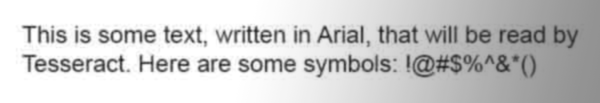 This is some text, written in Arial, that will be read by
Tesseract. Here are some symbols: !@#$%^&*()